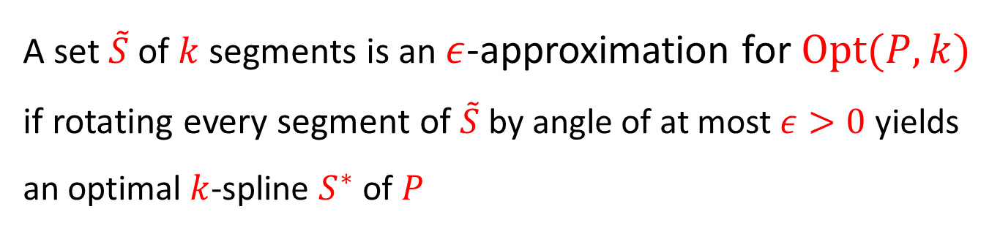 A set S̃ of k segments is an ϵ-approximation for Opt(P, k)
if rotating every segment of S̃ by angle of at most ϵ > 0 yields
an optimal k-spline S* of P